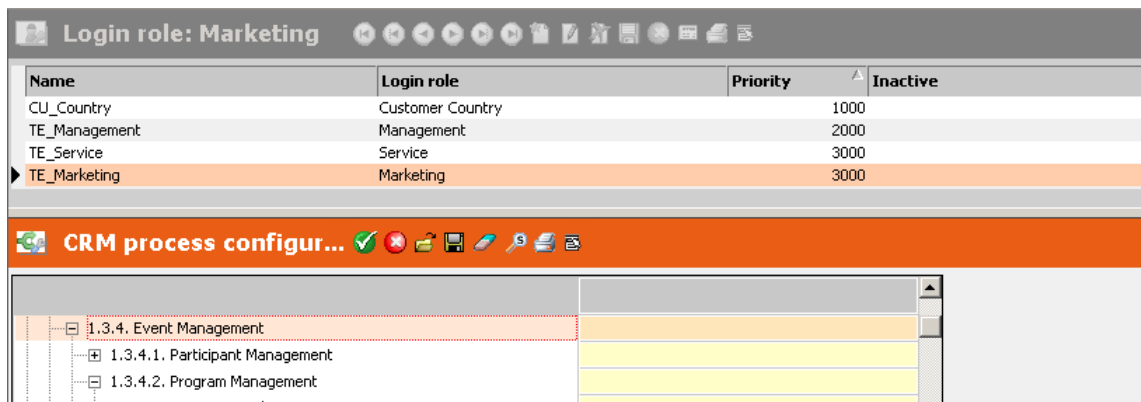 Login role: Marketing
Name Login role Priority Inactive
CU_Country Customer Country 1000
TE_Management Management 2000
TE_Service Service 3000
TE_Marketing Marketing 3000
CRM process configur...
1.3.4. Event Management
1.3.4.1. Participant Management
1.3.4.2. Program Management